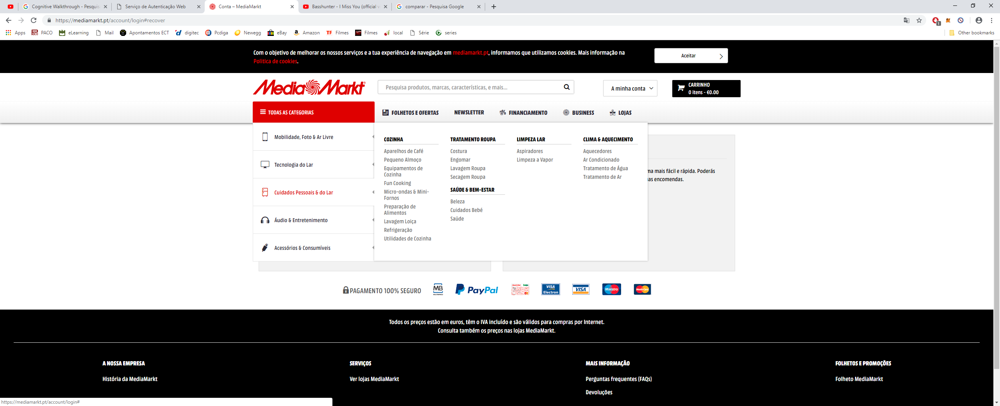 Cognitive Walkthrough - Pesquis
Serviço de Autenticação Web
Conta – MediaMarkt
Basshunter - I Miss You (official v
comparar - Pesquisa Google
https://mediamarkt.pt/account/login#recover
1
Apps
PACO
eLearning
Mail
Apontamentos ECT
digitec
Pcdiga
Newegg
eBay
Amazon
TF Filmes
Filmes
local
Série
series
Other bookmarks
Com o objetivo de melhorar os nossos serviços e a tua experiência de navegação em mediamarkt.pt, informamos que utilizamos cookies. Mais informação na
Politica de cookies.
Aceitar
Media Markt
Pesquisa produtos, marcas, características, e mais...
A minha conta
CARRINHO
0 itens - €0.00
TODAS AS CATEGORIAS
FOLHETOS E OFERTAS
NEWSLETTER
FINANCIAMENTO
BUSINESS
LOJAS
Mobilidade, Foto & Ar Livre
Tecnologia do Lar
Cuidados Pessoais & do Lar
Áudio & Entretenimento
Acessórios & Consumíveis
COZINHA
Aparelhos de Café
Pequeno Almoço
Equipamentos de
Cozinha
Fun Cooking
Micro-ondas & Mini-
Fornos
Preparação de
Alimentos
Lavagem Loiça
Refrigeração
Utilidades de Cozinha
TRATAMENTO ROUPA
Costura
Engomar
Lavagem Roupa
Secagem Roupa
SAÚDE & BEM-ESTAR
Beleza
Cuidados Bebé
Saúde
LIMPEZA LAR
Aspiradores
Limpeza a Vapor
CLIMA & AQUECIMENTO
Aquecedores
Ar Condicionado
Tratamento de Água
Tratamento de Ar
ma mais fácil e rápida. Poderás
as encomendas.
PAGAMENTO 100% SEGURO
MB
MULTIBANCO
PayPal
VISA
Electron
VISA
Maestro
MasterCard
Todos os preços estão em euros, têm o IVA incluído e são válidos para compras por Internet.
Consulta também os preços nas lojas MediaMarkt.
A NOSSA EMPRESA
História da MediaMarkt
SERVIÇOS
Ver lojas MediaMarkt
MAIS INFORMAÇÃO
Perguntas frequentes (FAQs)
Devoluções
FOLHETOS E PROMOÇÕES
Folheto MediaMarkt
https://mediamarkt.pt/account/login#